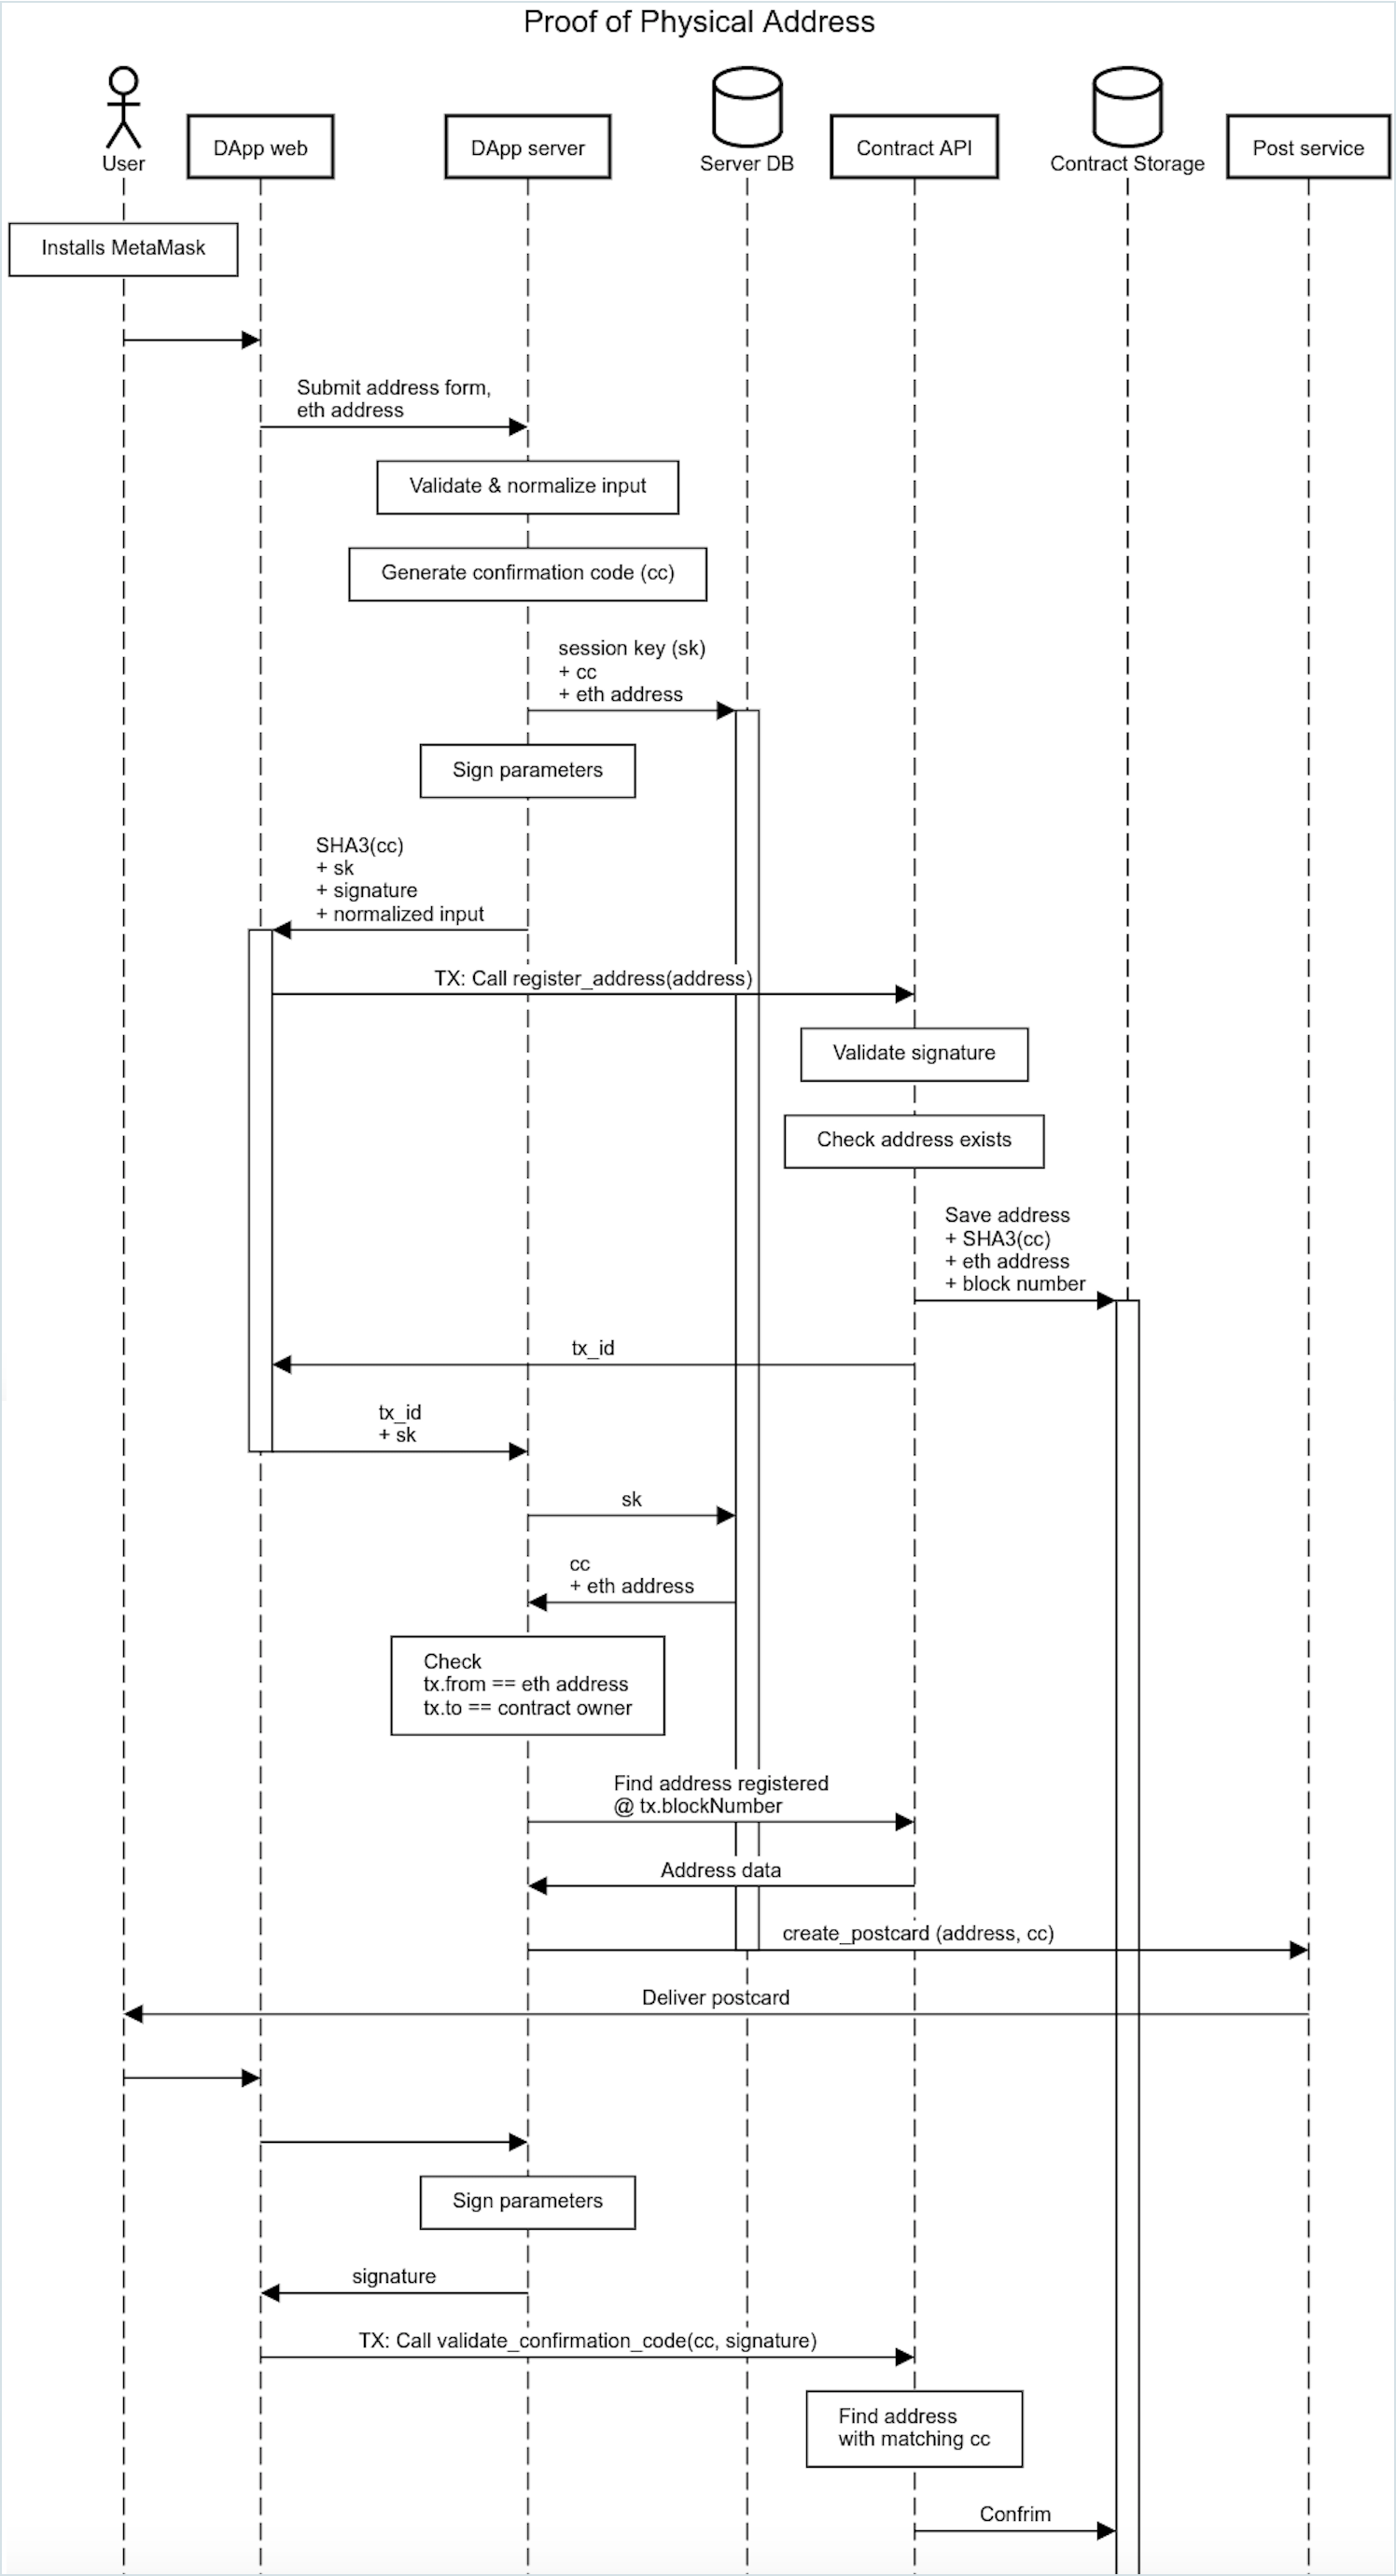 Proof of Physical Address
User
DApp web
DApp server
Server DB
Contract API
Contract Storage
Post service
Installs MetaMask
Submit address form,
eth address
Validate & normalize input
Generate confirmation code (cc)
session key (sk)
+ cc
+ eth address
Sign parameters
SHA3(cc)
+ sk
+ signature
+ normalized input
TX: Call register_address(address)
Validate signature
Check address exists
Save address
+ SHA3(cc)
+ eth address
+ block number
tx_id
tx_id
+ sk
sk
cc
+ eth address
Check
tx.from == eth address
tx.to == contract owner
Find address registered
@ tx.blockNumber
Address data
create_postcard (address, cc)
Deliver postcard
Sign parameters
signature
TX: Call validate_confirmation_code(cc, signature)
Find address
with matching cc
Confrim